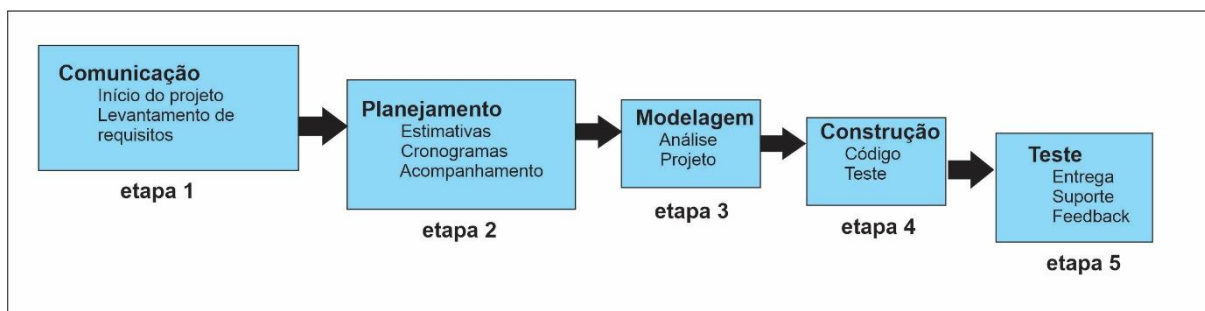 Comunicação
Início do projeto
Levantamento de
requisitos
etapa 1
Planejamento
Estimativas
Cronogramas
Acompanhamento
etapa 2
Modelagem
Análise
Projeto
etapa 3
Construção
Código
Teste
etapa 4
Teste
Entrega
Suporte
Feedback
etapa 5